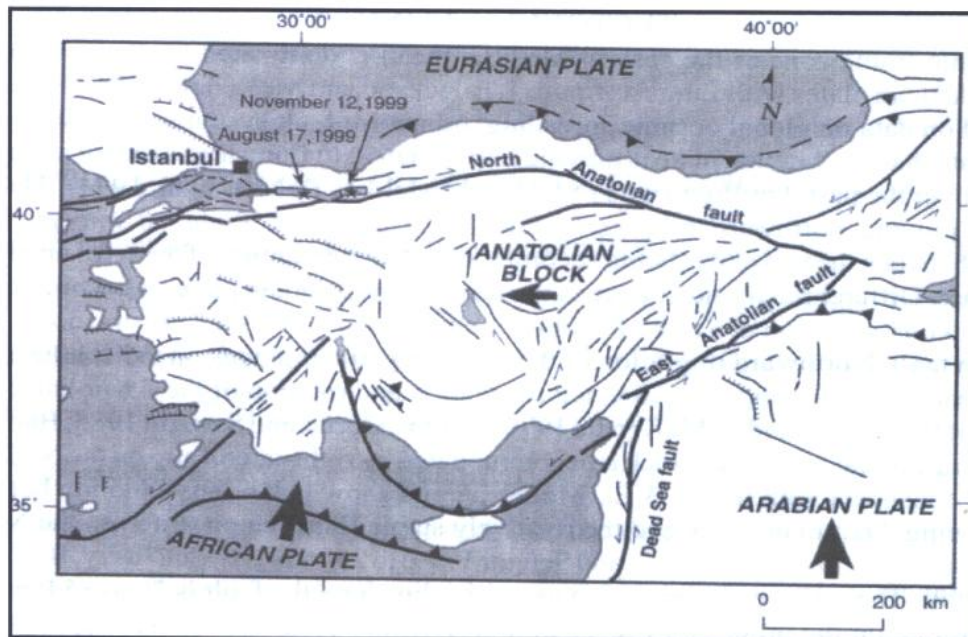 30°00'
40°00'
EURASIAN PLATE
N
November 12,1999
August 17,1999
Istanbul
North
Anatolian
fault
40°
ANATOLIAN
BLOCK
East
Anatolian
fault
35°
AFRICAN PLATE
Dead Sea fault
ARABIAN PLATE
0
200
km